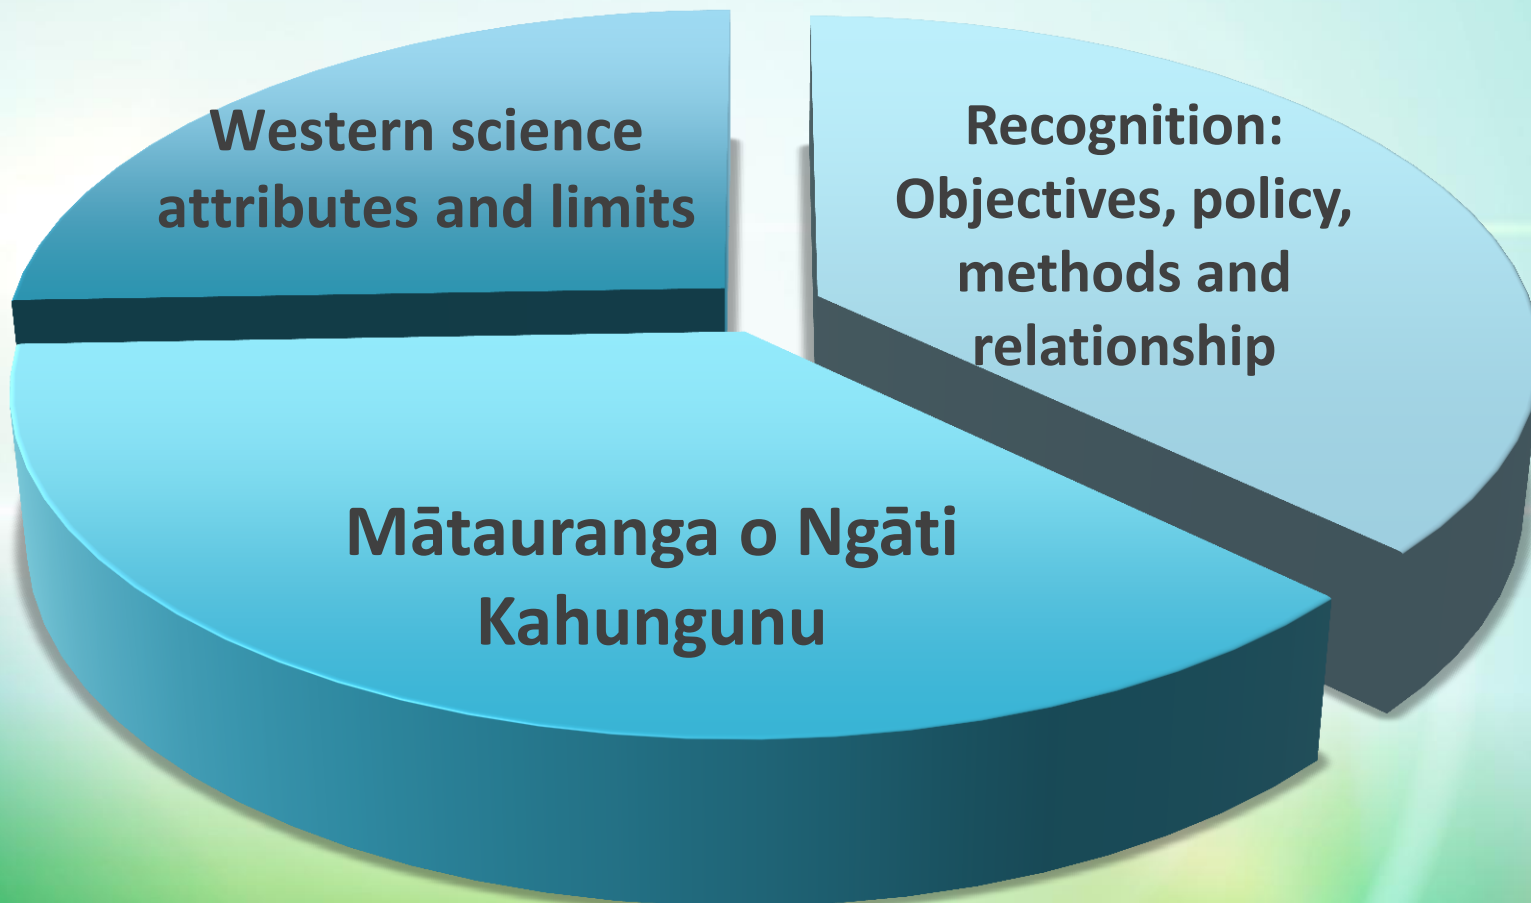 Western science
attributes and limits
Recognition:
Objectives, policy,
methods and
relationship
Mātauranga o Ngāti
Kahungunu